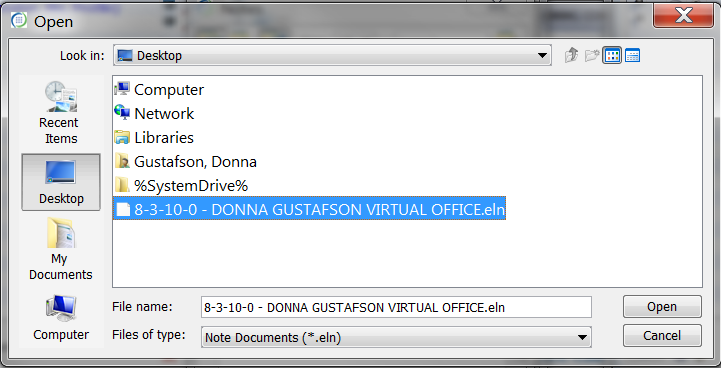 Open
Look in:
Desktop
Recent
Items
Desktop
My
Documents
Computer
Computer
Network
Libraries
Gustafson, Donna
%SystemDrive%
8-3-10-0 - DONNA GUSTAFSON VIRTUAL OFFICE.eln
File name:
8-3-10-0 - DONNA GUSTAFSON VIRTUAL OFFICE.eln
Open
Files of type:
Note Documents (*.eln)
Cancel